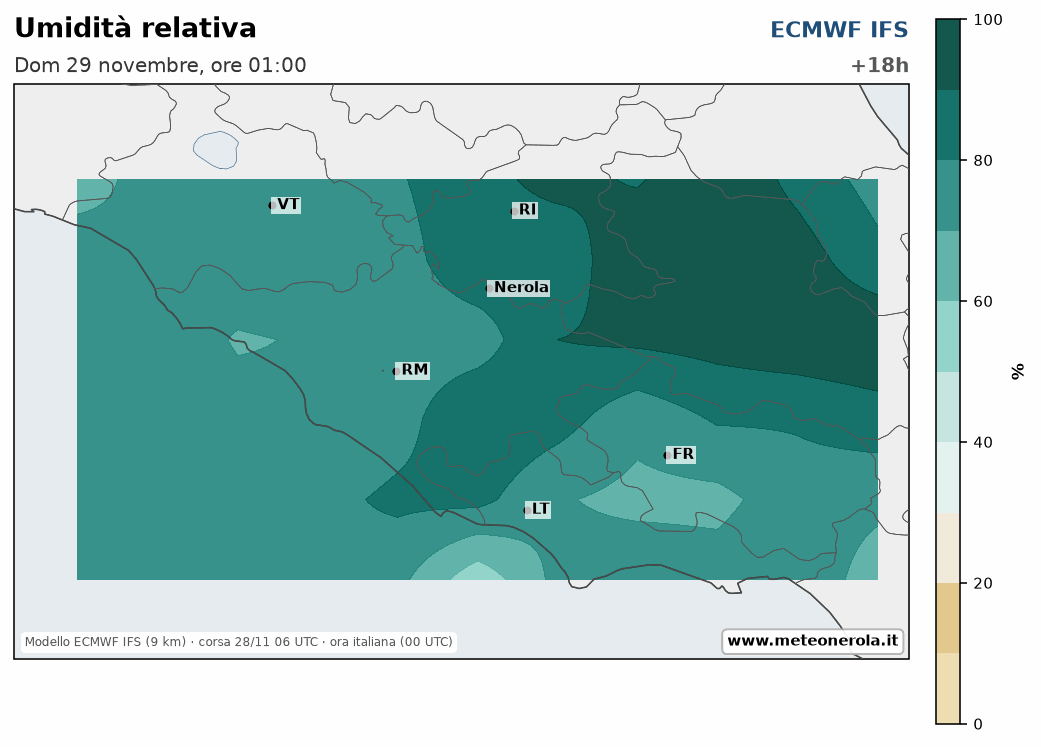 Umidità relativa
ECMWF IFS
Dom 29 novembre, ore 01:00
+18h
VT
RI
Nerola
RM
FR
LT
Modello ECMWF IFS (9 km) · corsa 28/11 06 UTC · ora italiana (00 UTC)
www.meteonerola.it
100
80
60
40
20
0
%